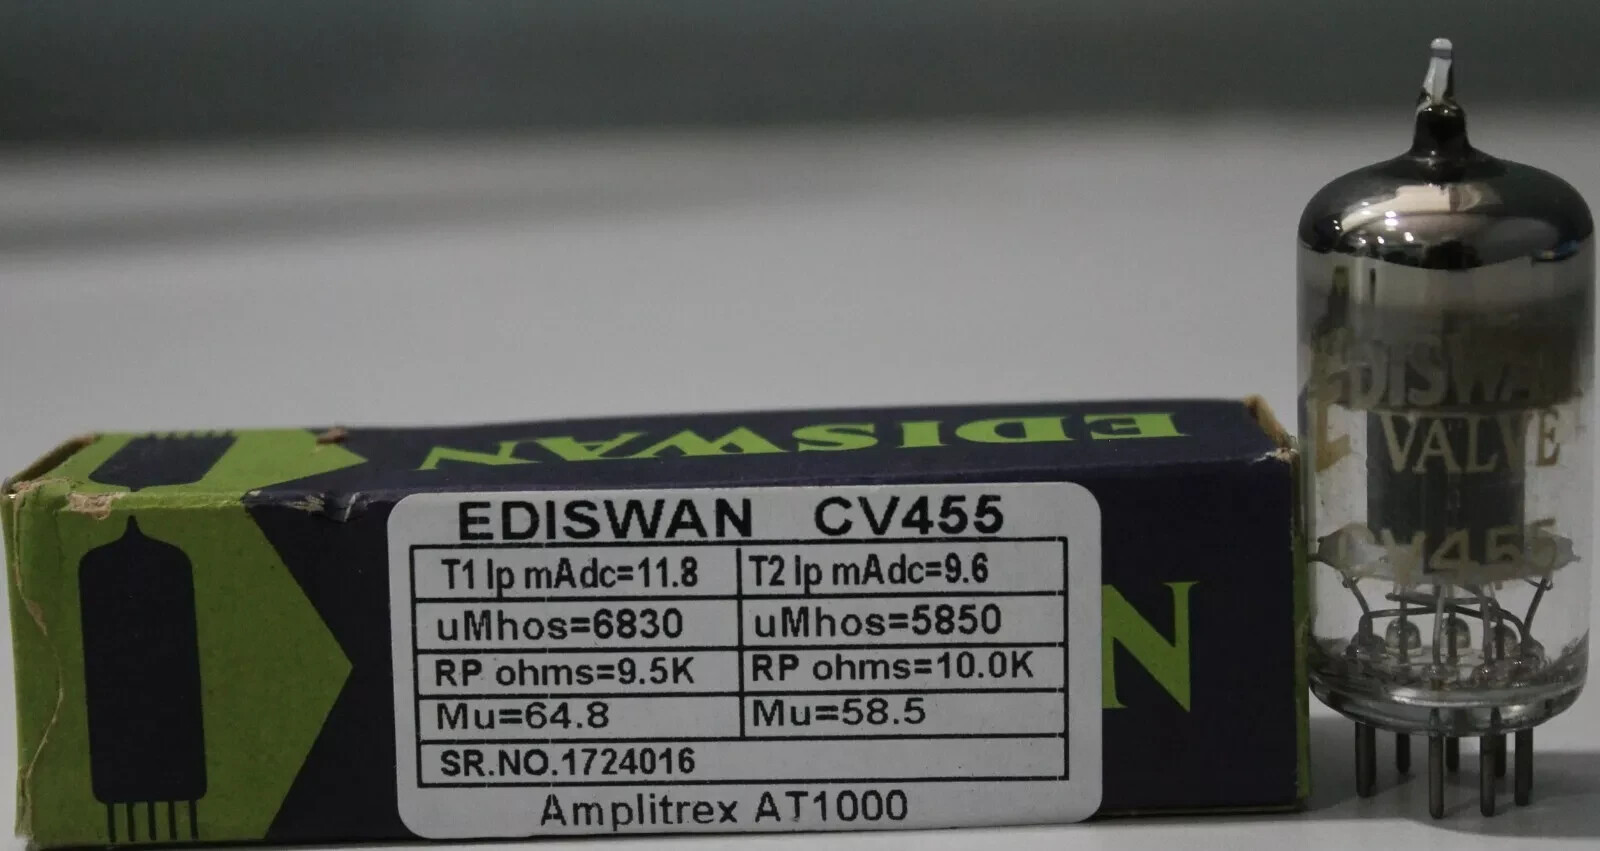 EDISWAN
EDISWAN CV455
T1 Ip mAdc=11.8 T2 Ip mAdc=9.6
uMhos=6830 uMhos=5850
RP ohms=9.5K RP ohms=10.0K
Mu=64.8 Mu=58.5
SR.NO.1724016
Amplitrex AT1000
N
EDISWAN
VALVE
CV455